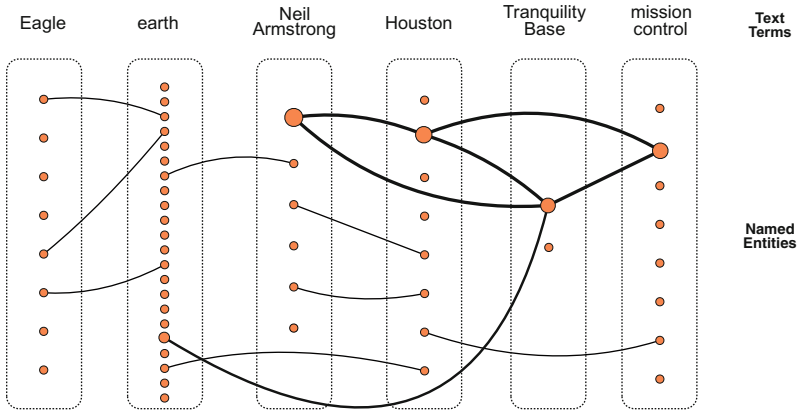 Eagle
earth
Neil
Armstrong
Houston
Tranquility
Base
mission
control
Text
Terms
Named
Entities